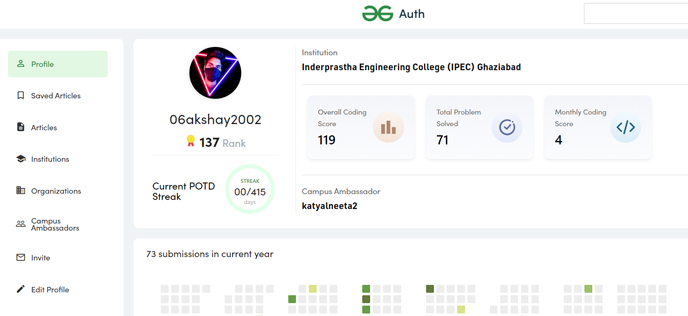 Auth
Profile
Saved Articles
Articles
Institutions
Organizations
Campus
Ambassadors
Invite
Edit Profile
06akshay2002
137 Rank
Current POTD
Streak
STREAK
00/415
days
Institution
Inderprastha Engineering College (IPEC) Ghaziabad
Overall Coding
Score
119
Total Problem
Solved
71
Monthly Coding
Score
4
Campus Ambassador
katyalneeta2
73 submissions in current year